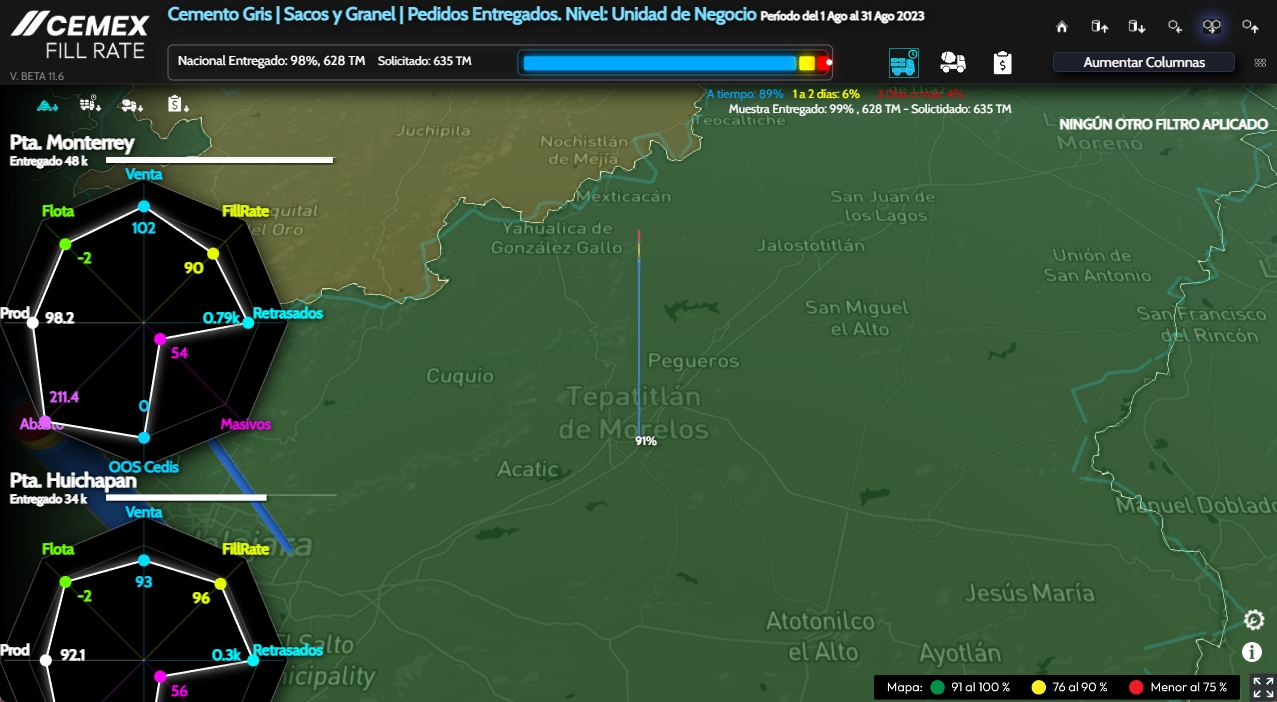 CEMEX
FILL RATE
V. BETA 11.6
Cemento Gris | Sacos y Granel | Pedidos Entregados. Nivel: Unidad de Negocio Período del 1 Ago al 31 Ago 2023
Nacional Entregado: 98%, 628 TM Solicitado: 635 TM
Aumentar Columnas
A tiempo: 89% 1 a 2 días: 6% 3 Días o más: 4%
Muestra Entregado: 99% , 628 TM - Solictidado: 635 TM
NINGÚN OTRO FILTRO APLICADO
Pta. Monterrey
Entregado 48 k
Venta
Flota
FillRate
102
-2
90
Prod
98.2
0.79k
Retrasados
54
211.4
0
Abasto
Masivos
OOS Cedis
Pta. Huichapan
Entregado 34 k
Venta
Flota
FillRate
93
-2
96
Prod
92.1
0.3k
Retrasados
56
Juchipila
Nochistlán
de Mejía
Teocaltiche
Moreno
Mexticacán
San Juan de
los Lagos
Yahualica de
González Gallo
Jalostotitlán
Unión de
San Antonio
San Miguel
el Alto
San Francisco
del Rincón
Pegueros
Cuquio
Tepatitlán
de Morelos
91%
Acatic
Manuel Doblado
Jesús María
Atotonilco
el Alto
Ayotlán
El Salto
Mapa: 91 al 100 % 76 al 90 % Menor al 75 %